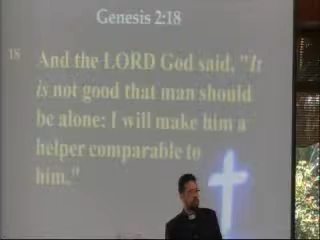 Genesis 2:18
18 And the LORD God said, "It
is not good that man should
be alone; I will make him a
helper comparable to
him."